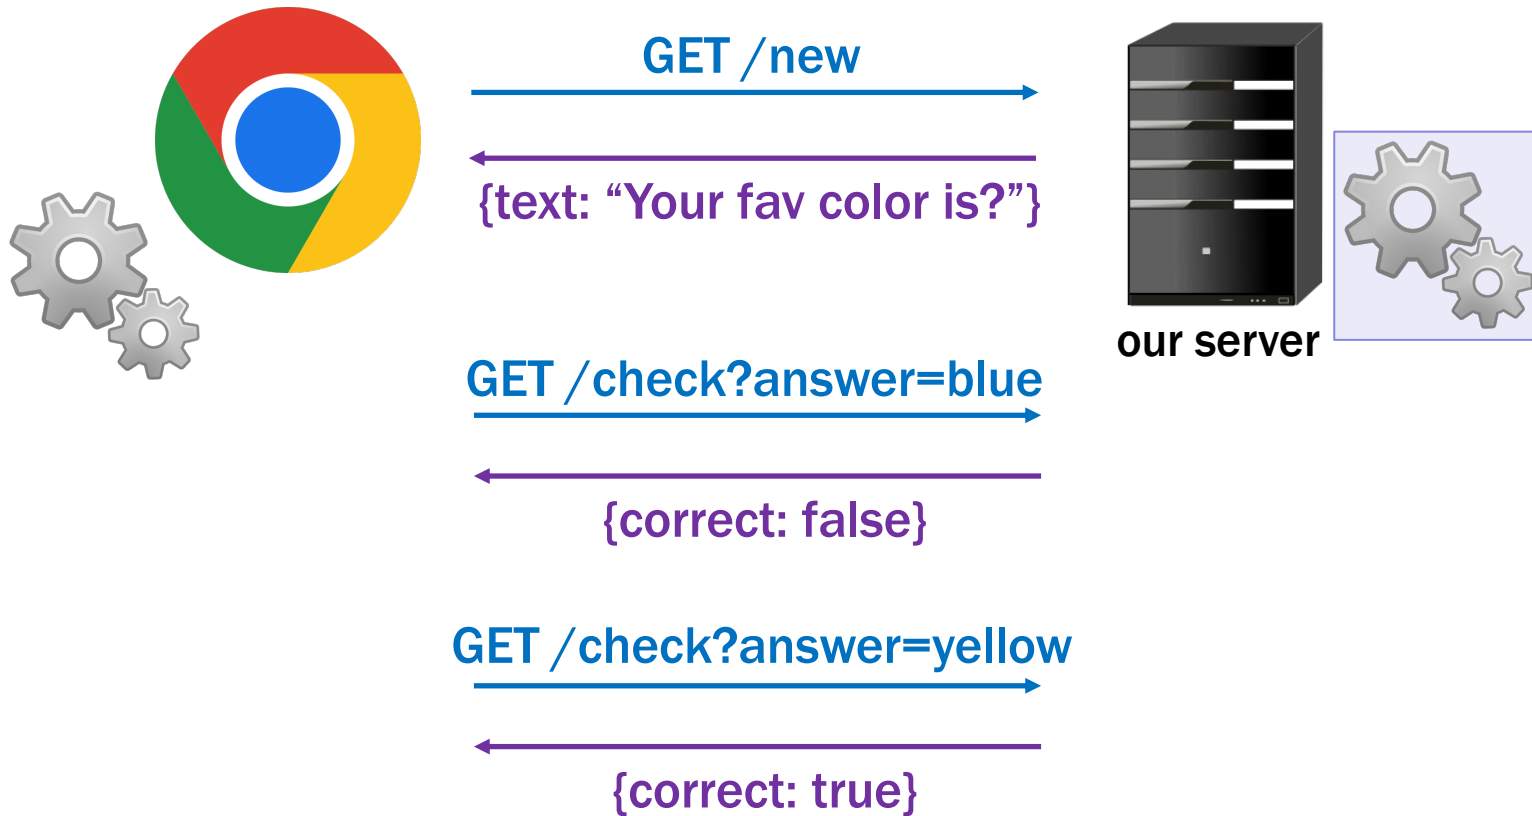 GET /new
{text: “Your fav color is?”}
our server
GET /check?answer=blue
{correct: false}
GET /check?answer=yellow
{correct: true}